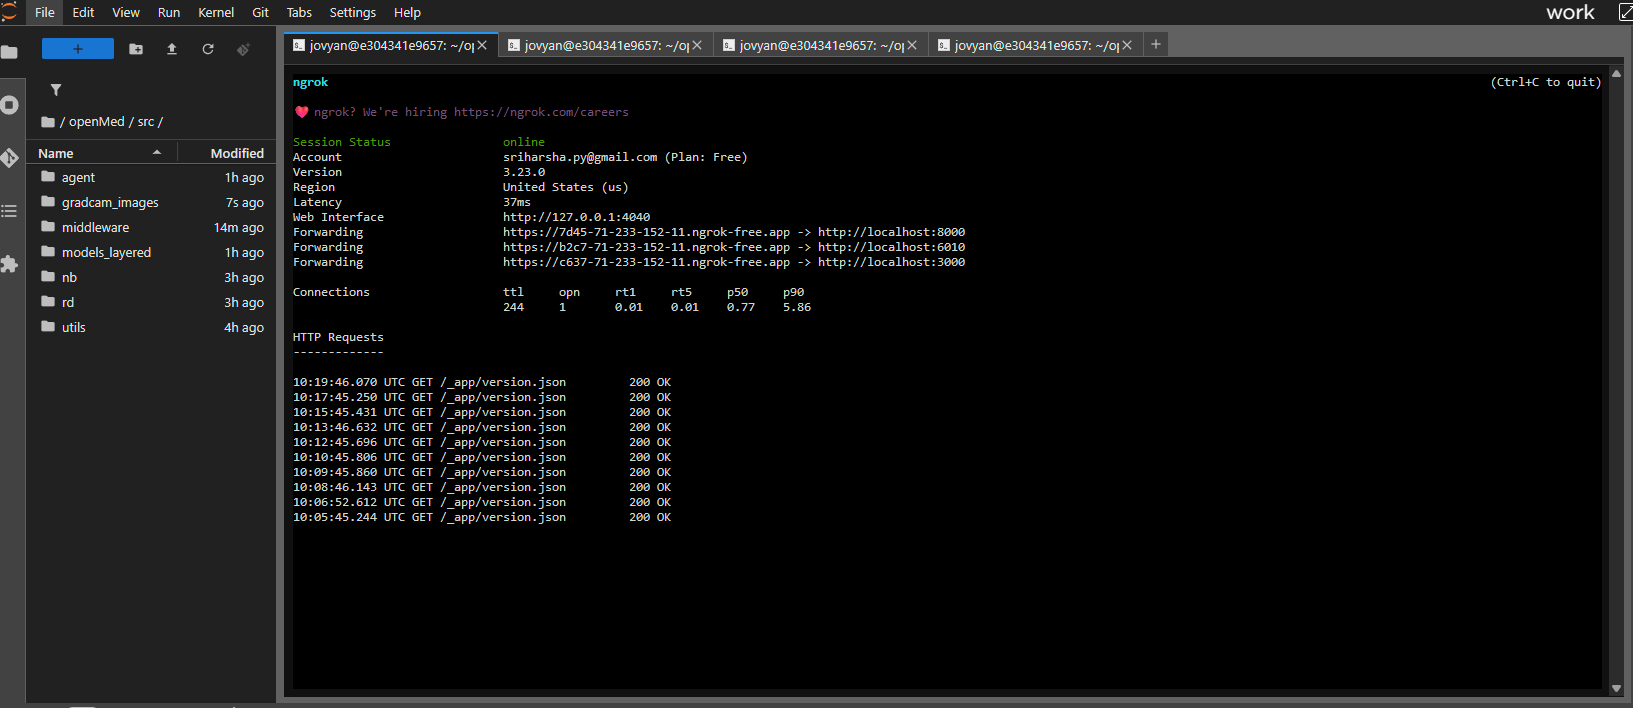 File Edit View Run Kernel Git Tabs Settings Help work
+
/ openMed / src /
Name Modified
agent 1h ago
gradcam_images 7s ago
middleware 14m ago
models_layered 1h ago
nb 3h ago
rd 3h ago
utils 4h ago
jovyan@e304341e9657: ~/o jovyan@e304341e9657: ~/o jovyan@e304341e9657: ~/o jovyan@e304341e9657: ~/o +
ngrok (Ctrl+C to quit)
❤ ngrok? We're hiring https://ngrok.com/careers
Session Status online
Account sriharsha.py@gmail.com (Plan: Free)
Version 3.23.0
Region United States (us)
Latency 37ms
Web Interface http://127.0.0.1:4040
Forwarding https://7d45-71-233-152-11.ngrok-free.app -> http://localhost:8000
Forwarding https://b2c7-71-233-152-11.ngrok-free.app -> http://localhost:6010
Forwarding https://c637-71-233-152-11.ngrok-free.app -> http://localhost:3000
Connections ttl opn rt1 rt5 p50 p90
244 1 0.01 0.01 0.77 5.86
HTTP Requests
-------------
10:19:46.070 UTC GET /_app/version.json 200 OK
10:17:45.250 UTC GET /_app/version.json 200 OK
10:15:45.431 UTC GET /_app/version.json 200 OK
10:13:46.632 UTC GET /_app/version.json 200 OK
10:12:45.696 UTC GET /_app/version.json 200 OK
10:10:45.806 UTC GET /_app/version.json 200 OK
10:09:45.860 UTC GET /_app/version.json 200 OK
10:08:46.143 UTC GET /_app/version.json 200 OK
10:06:52.612 UTC GET /_app/version.json 200 OK
10:05:45.244 UTC GET /_app/version.json 200 OK